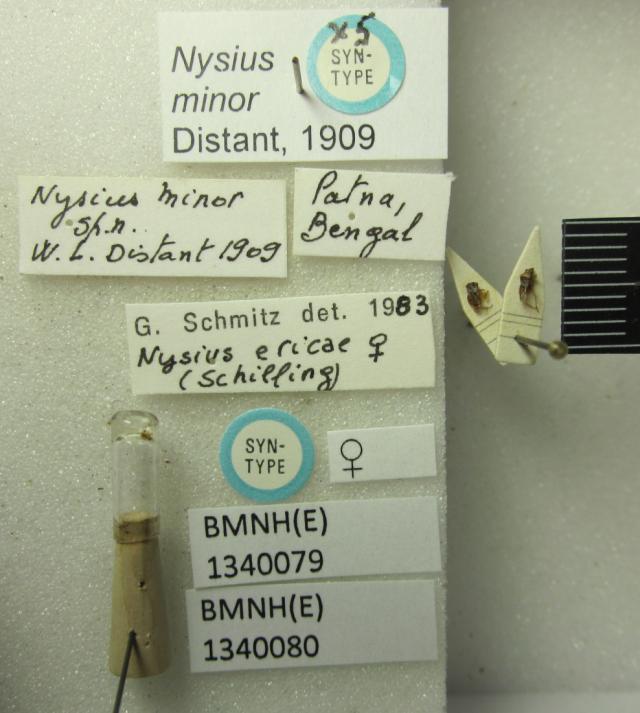 Nysius
minor
Distant, 1909
x5
SYN-
TYPE
Nysius minor
sp.n.
W. L. Distant 1909
Patna,
Bengal
G. Schmitz det. 1983
Nysius ericae ♀
(Schilling)
SYN-
TYPE
♀
BMNH(E)
1340079
BMNH(E)
1340080